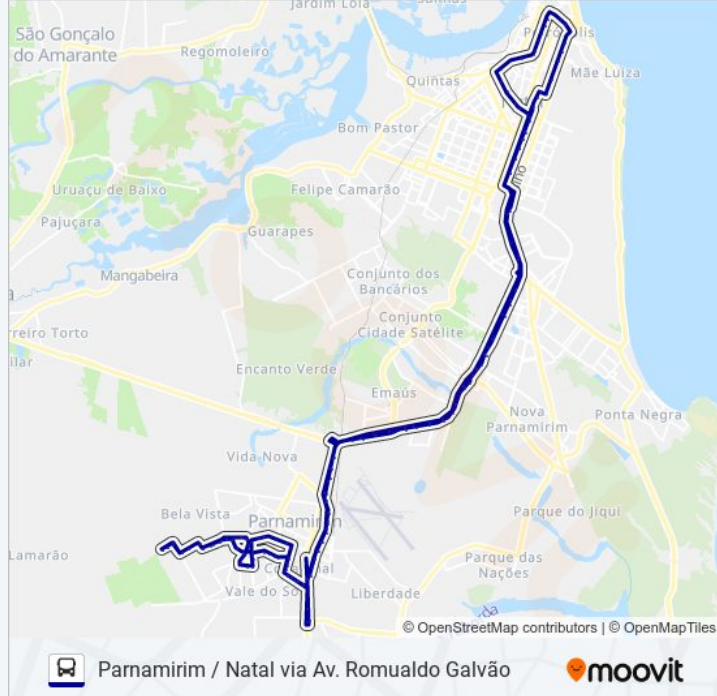 Jardim Lola
São Gonçalo
do Amarante
Regomoleiro
Quintas
Mãe Luiza
Bom Pastor
Uruaçu de Baixo
Felipe Camarão
Pajuçara
Guarapes
Mangabeira
Conjunto dos
Bancários
Conjunto
Cidade Satélite
rreiro Torto
ilar
Encanto Verde
Emaús
Nova
Parnamirim
Ponta Negra
Vida Nova
Bela Vista
Parnamirim
Parque do Jiqui
Lamarão
Parque das
Nações
Vale do So
Liberdade
© OpenStreetMap contributors | © OpenMapTiles
Parnamirim / Natal via Av. Romualdo Galvão
moovit